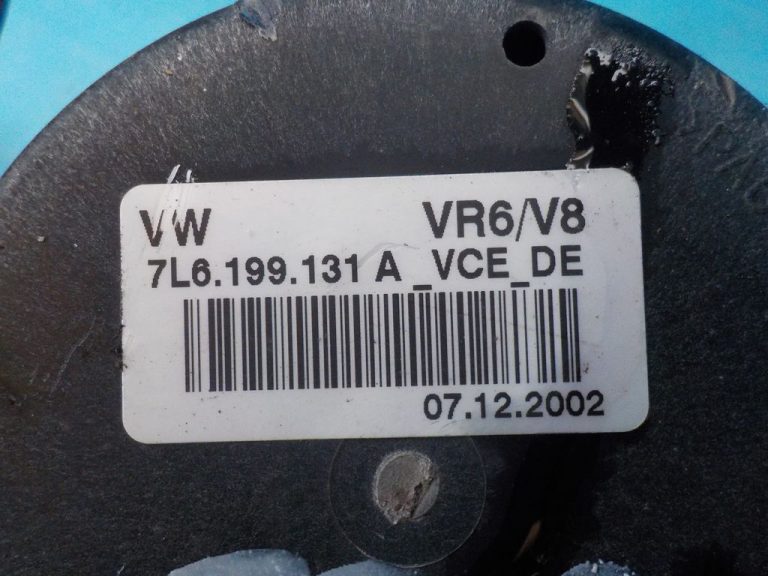 VW VR6/V8
7L6.199.131 A _VCE_DE
07.12.2002